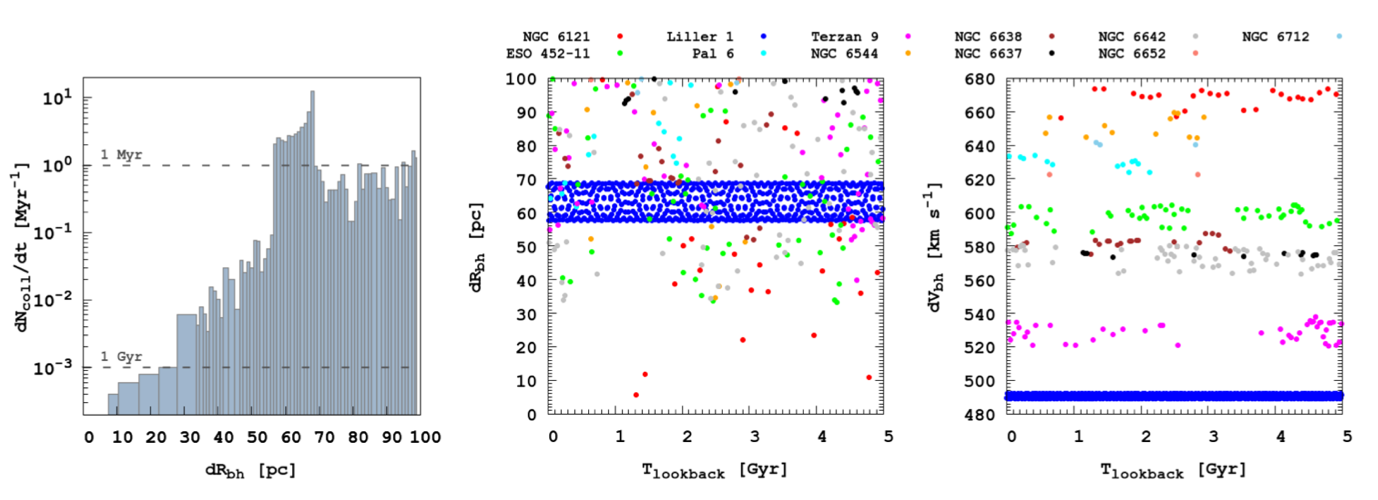 NGC 6121 Liller 1 Terzan 9 NGC 6638 NGC 6642 NGC 6712
ESO 452-11 Pal 6 NGC 6544 NGC 6637 NGC 6652
dN_coll/dt [Myr⁻¹]
10¹
10⁰
10⁻¹
10⁻²
10⁻³
1 Myr
1 Gyr
0 10 20 30 40 50 60 70 80 90 100
dR_bh [pc]
dR_bh [pc]
100
90
80
70
60
50
40
30
20
10
0
0 1 2 3 4 5
T_lookback [Gyr]
dV_bh [km s⁻¹]
680
660
640
620
600
580
560
540
520
500
480
0 1 2 3 4 5
T_lookback [Gyr]